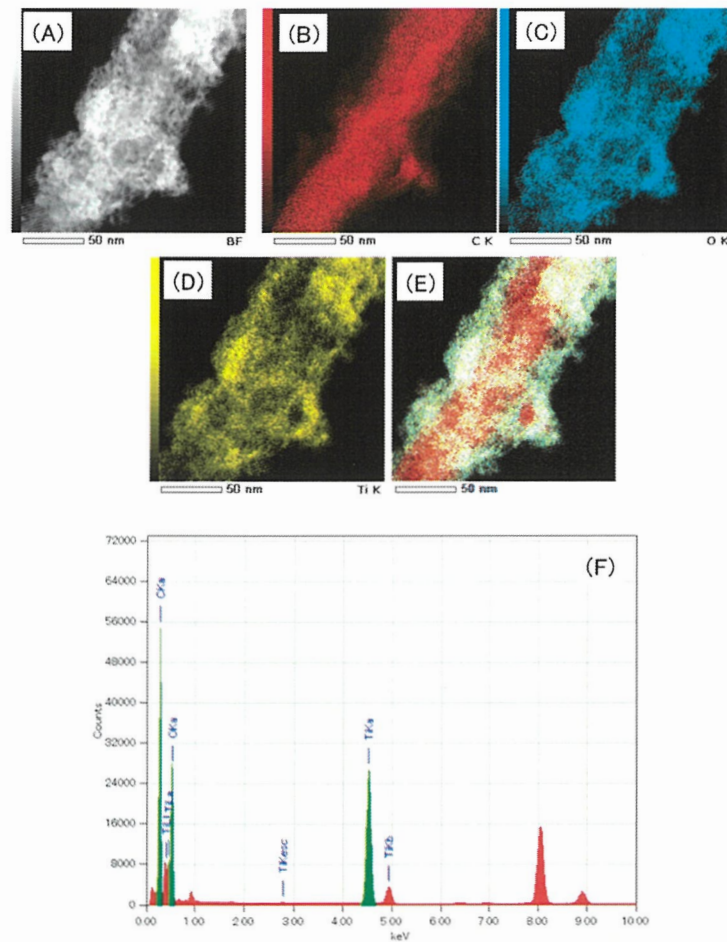 (A)
(B)
(C)
50 nm BF
50 nm C K
50 nm O K
(D)
(E)
50 nm Ti K
50 nm
(F)
72000
64000
56000
48000
40000
32000
24000
16000
8000
0
Counts
CKa
TiLl
TiLa
OKa
TiKesc
TiKa
TiKb
0.00 1.00 2.00 3.00 4.00 5.00 6.00 7.00 8.00 9.00 10.00
keV